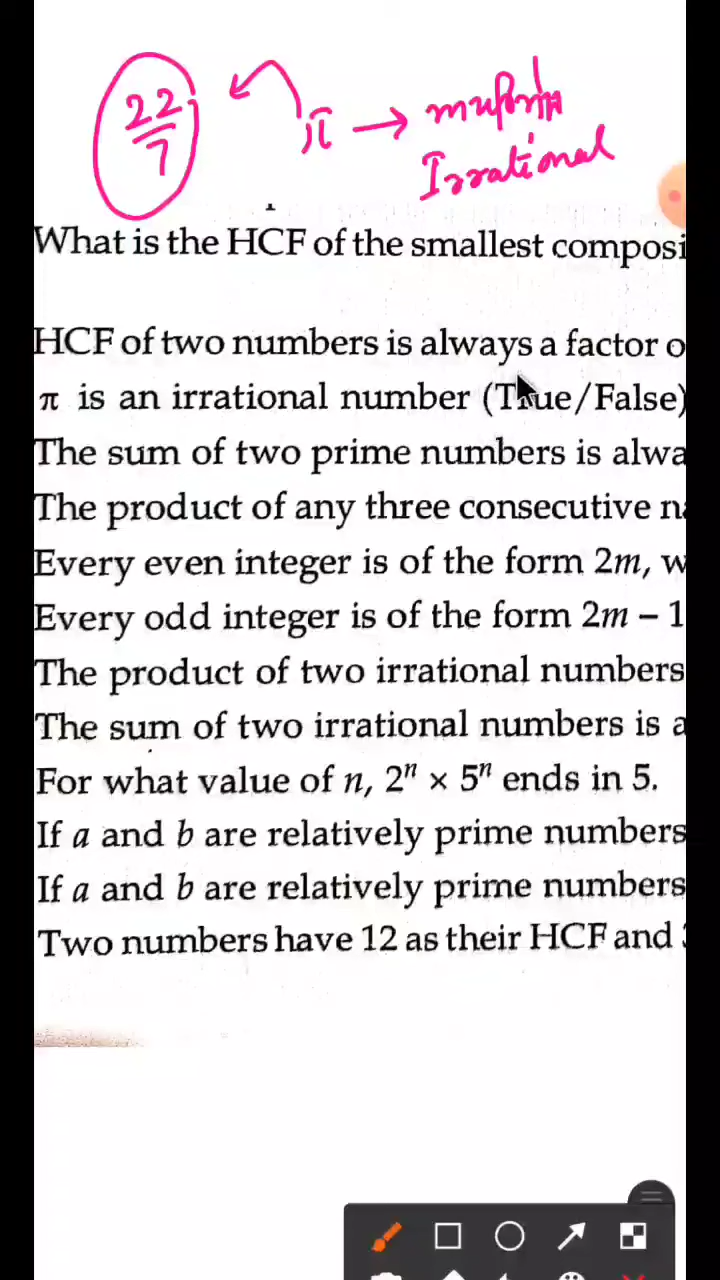 22
7
π →
Irrational
What is the HCF of the smallest composi
HCF of two numbers is always a factor o
π is an irrational number (True/False)
The sum of two prime numbers is alwa
The product of any three consecutive na
Every even integer is of the form 2m, w
Every odd integer is of the form 2m – 1
The product of two irrational numbers
The sum of two irrational numbers is a
For what value of n, 2ⁿ × 5ⁿ ends in 5.
If a and b are relatively prime numbers
If a and b are relatively prime numbers
Two numbers have 12 as their HCF and